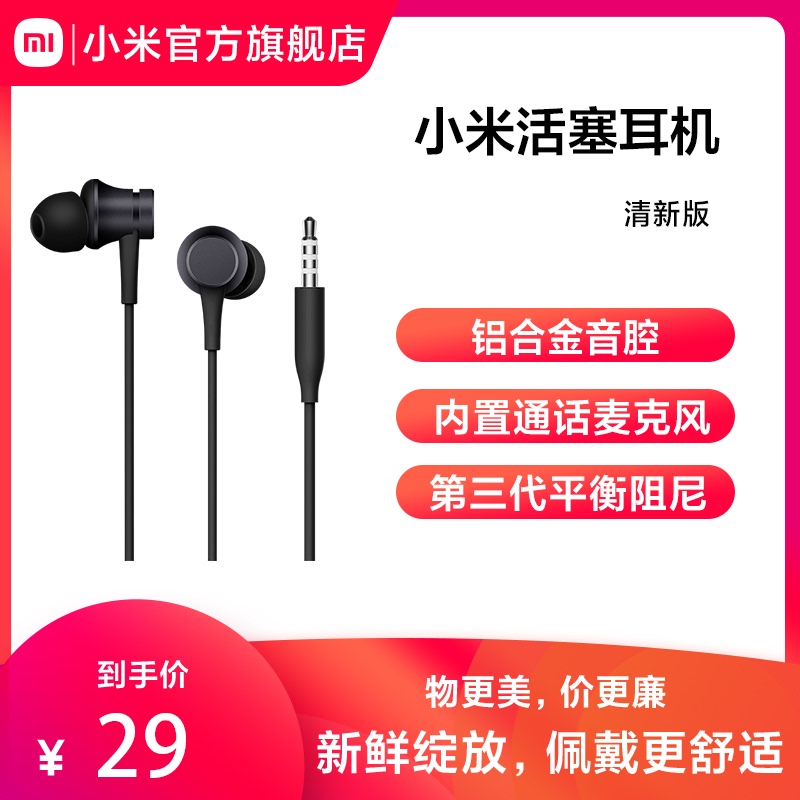 小米官方旗舰店
小米活塞耳机
清新版
铝合金音腔
内置通话麦克风
第三代平衡阻尼
到手价
¥ 29
物更美，价更廉
新鲜绽放，佩戴更舒适